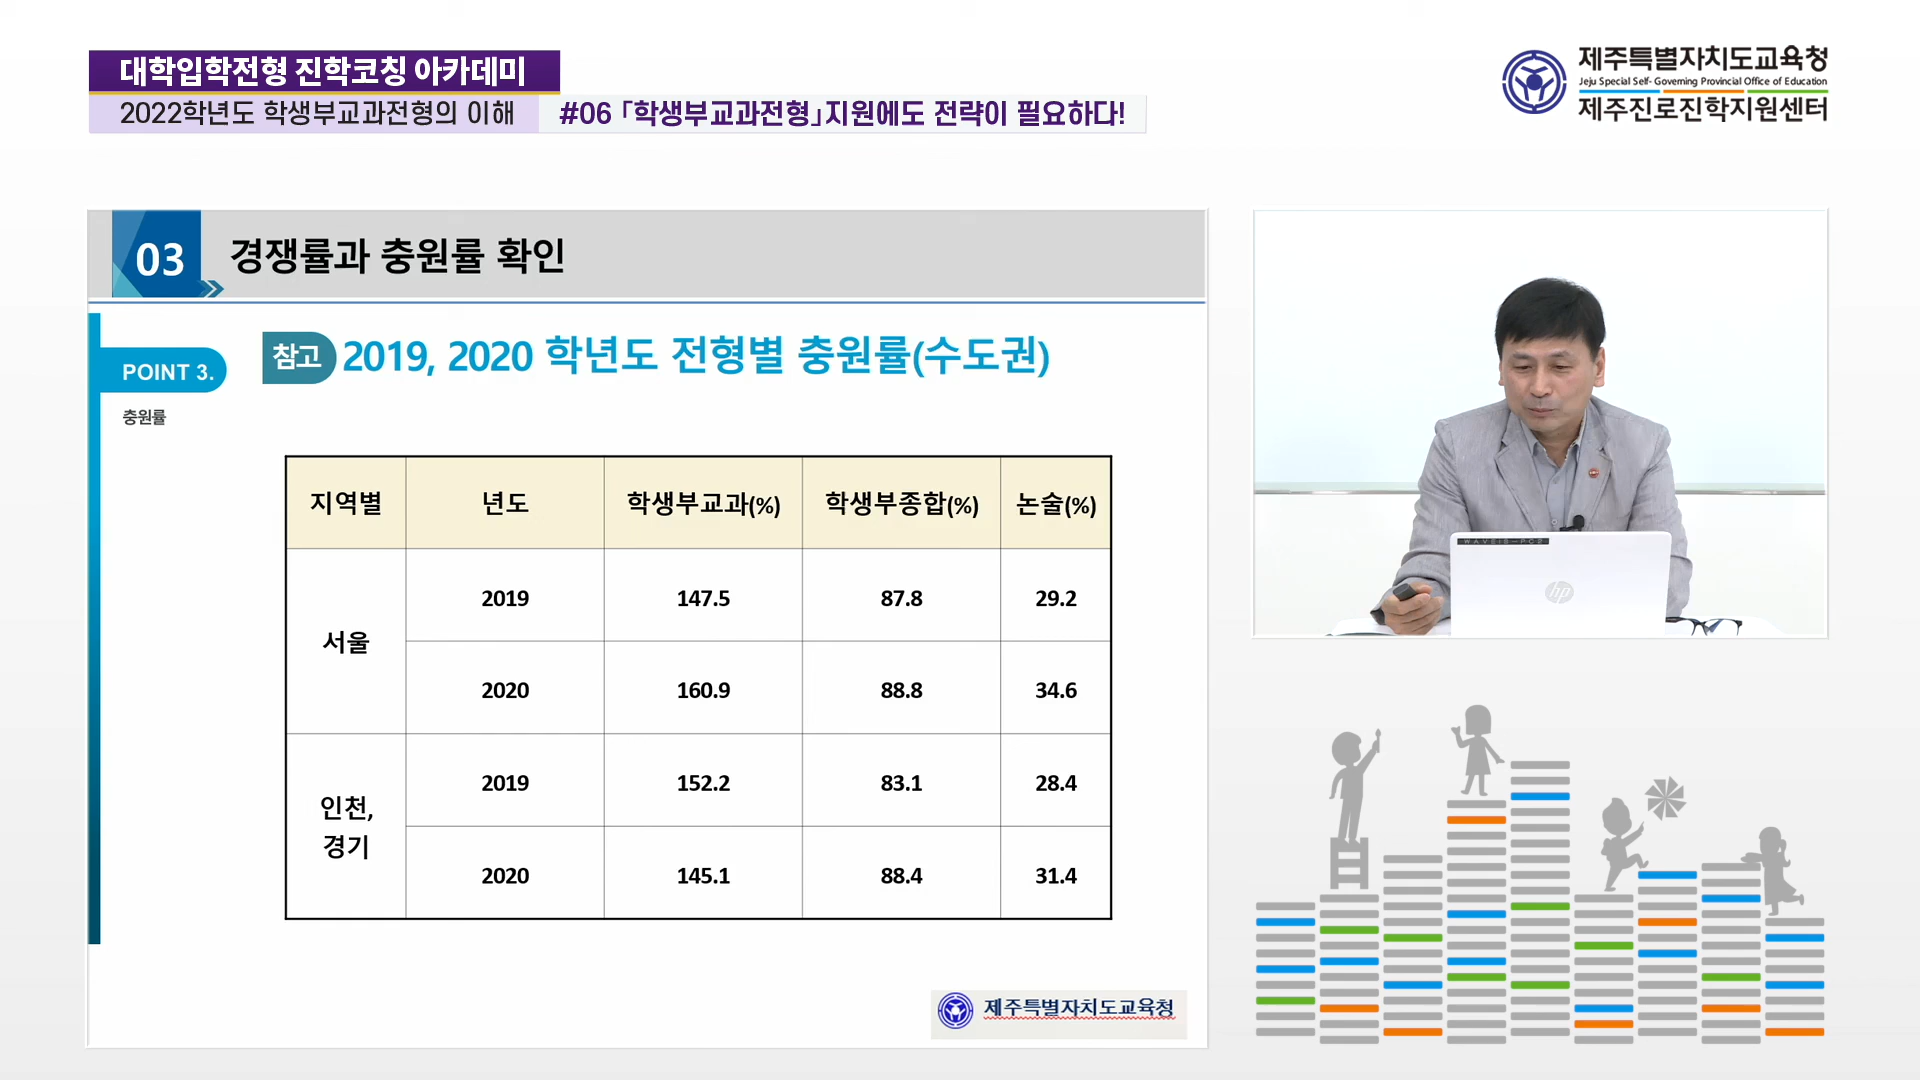 대학입학전형 진학코칭 아카데미
2022학년도 학생부교과전형의 이해
#06 「학생부교과전형」지원에도 전략이 필요하다!
제주특별자치도교육청
Jeju Special Self- Governing Provincial Office of Education
제주진로진학지원센터
03 경쟁률과 충원률 확인
POINT 3.
충원률
참고 2019, 2020 학년도 전형별 충원률(수도권)
지역별 년도 학생부교과(%) 학생부종합(%) 논술(%)
서울 2019 147.5 87.8 29.2
2020 160.9 88.8 34.6
인천, 경기 2019 152.2 83.1 28.4
2020 145.1 88.4 31.4
제주특별자치도교육청
WAVEIS-PC2
hp